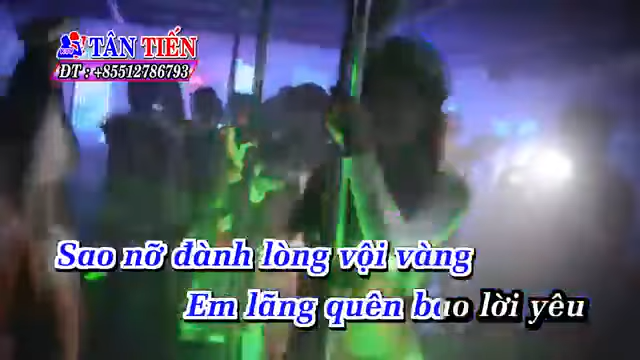 TÂN TIẾN
ĐT : +85512786793
Sao nỡ đành lòng vội vàng
Em lãng quên bao lời yêu